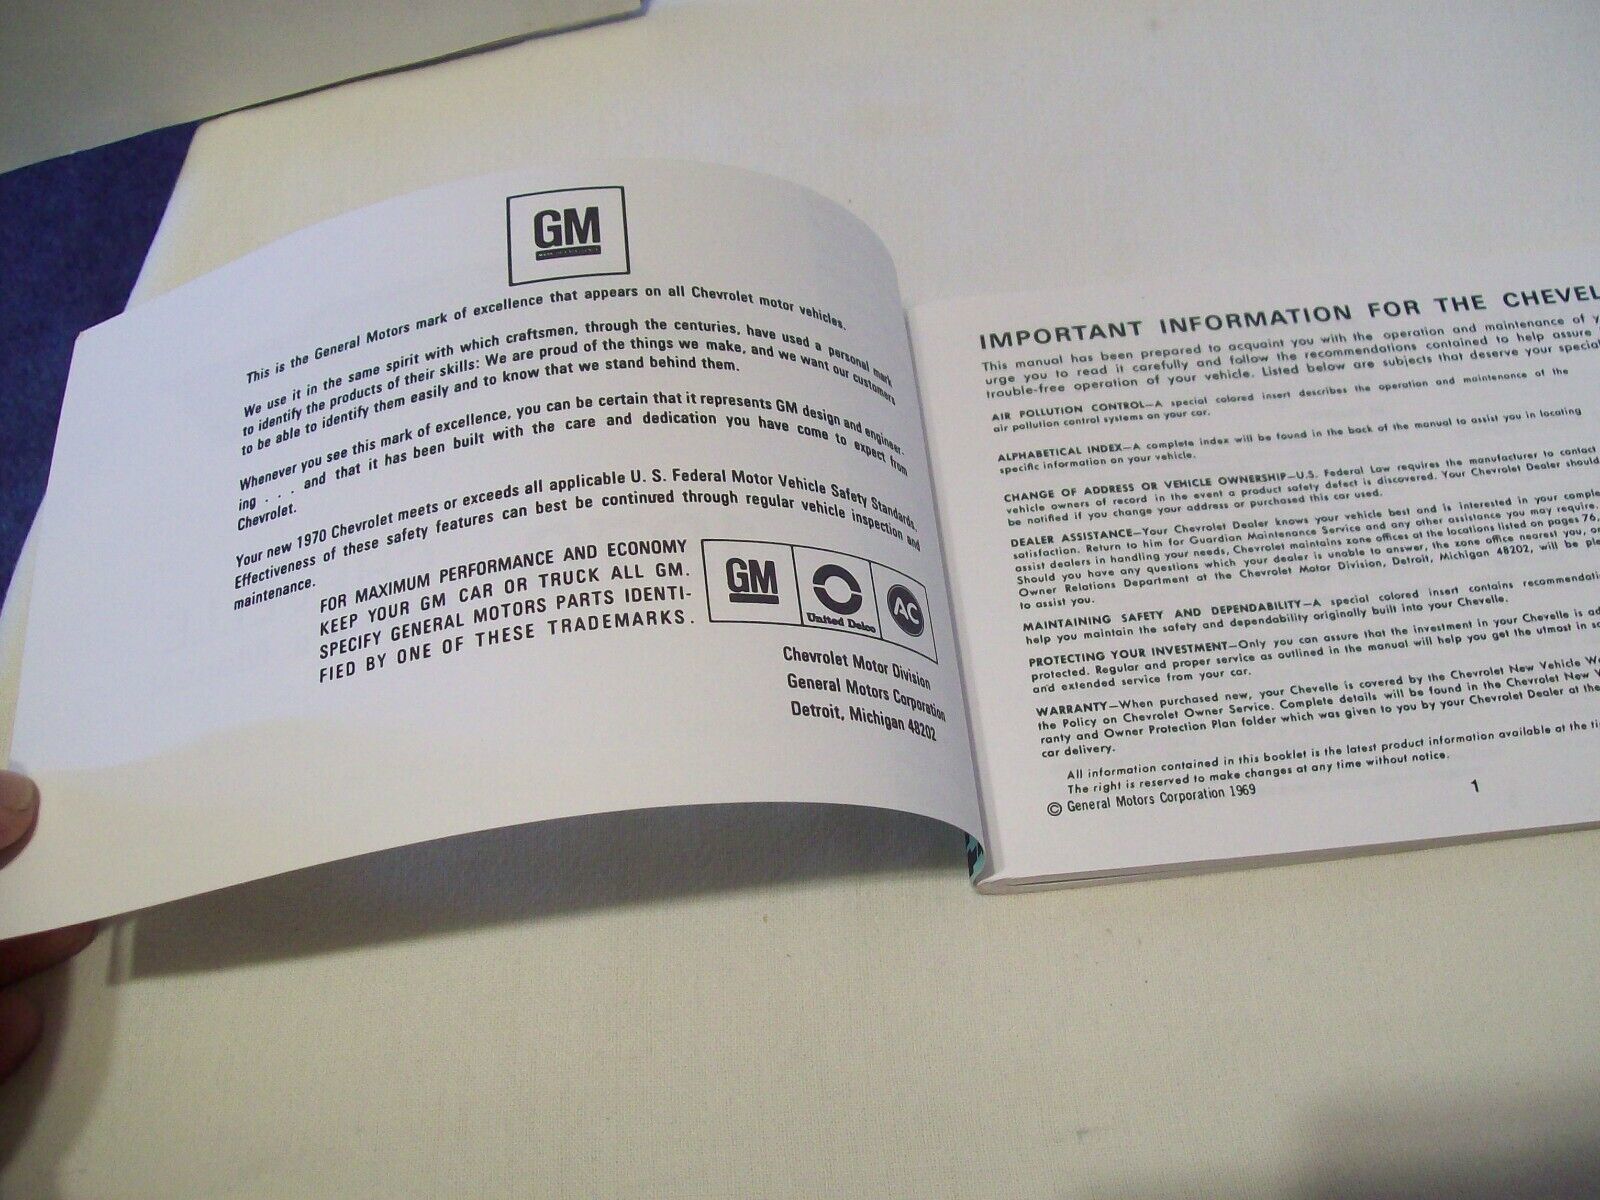 GM
This is the General Motors mark of excellence that appears on all Chevrolet motor vehicles.
We use it in the same spirit with which craftsmen, through the centuries, have used a personal mark
to identify the products of their skills: We are proud of the things we make, and we want our customers
to be able to identify them easily and to know that we stand behind them.
Whenever you see this mark of excellence, you can be certain that it represents GM design and engineer-
ing . . . and that it has been built with the care and dedication you have come to expect from
Chevrolet.
Your new 1970 Chevrolet meets or exceeds all applicable U. S. Federal Motor Vehicle Safety Standards.
Effectiveness of these safety features can best be continued through regular vehicle inspection and
maintenance.
FOR MAXIMUM PERFORMANCE AND ECONOMY
KEEP YOUR GM CAR OR TRUCK ALL GM.
SPECIFY GENERAL MOTORS PARTS IDENTI-
FIED BY ONE OF THESE TRADEMARKS.
GM
United Delco
AC
Chevrolet Motor Division
General Motors Corporation
Detroit, Michigan 48202
IMPORTANT INFORMATION FOR THE CHEVEL
This manual has been prepared to acquaint you with the operation and maintenance of y
urge you to read it carefully and follow the recommendations contained to help assure
trouble-free operation of your vehicle. Listed below are subjects that deserve your special
AIR POLLUTION CONTROL—A special colored insert describes the operation and maintenance of the
air pollution control systems on your car.
ALPHABETICAL INDEX—A complete index will be found in the back of the manual to assist you in locating
specific information on your vehicle.
CHANGE OF ADDRESS OR VEHICLE OWNERSHIP—U.S. Federal Law requires the manufacturer to contact
vehicle owners of record in the event a product safety defect is discovered. Your Chevrolet Dealer should
be notified if you change your address or purchased this car used.
DEALER ASSISTANCE—Your Chevrolet Dealer knows your vehicle best and is interested in your comple
satisfaction. Return to him for Guardian Maintenance Service and any other assistance you may require.
assist dealers in handling your needs, Chevrolet maintains zone offices at the locations listed on pages 76,
Should you have any questions which your dealer is unable to answer, the zone office nearest you, or
Owner Relations Department at the Chevrolet Motor Division, Detroit, Michigan 48202, will be ple
to assist you.
MAINTAINING SAFETY AND DEPENDABILITY—A special colored insert contains recommendati
help you maintain the safety and dependability originally built into your Chevelle.
PROTECTING YOUR INVESTMENT—Only you can assure that the investment in your Chevelle is ad
protected. Regular and proper service as outlined in the manual will help you get the utmost in sa
and extended service from your car.
WARRANTY—When purchased new, your Chevelle is covered by the Chevrolet New Vehicle W
the Policy on Chevrolet Owner Service. Complete details will be found in the Chevrolet New V
ranty and Owner Protection Plan folder which was given to you by your Chevrolet Dealer at the
car delivery.
All information contained in this booklet is the latest product information available at the ti
The right is reserved to make changes at any time without notice.
© General Motors Corporation 1969
1